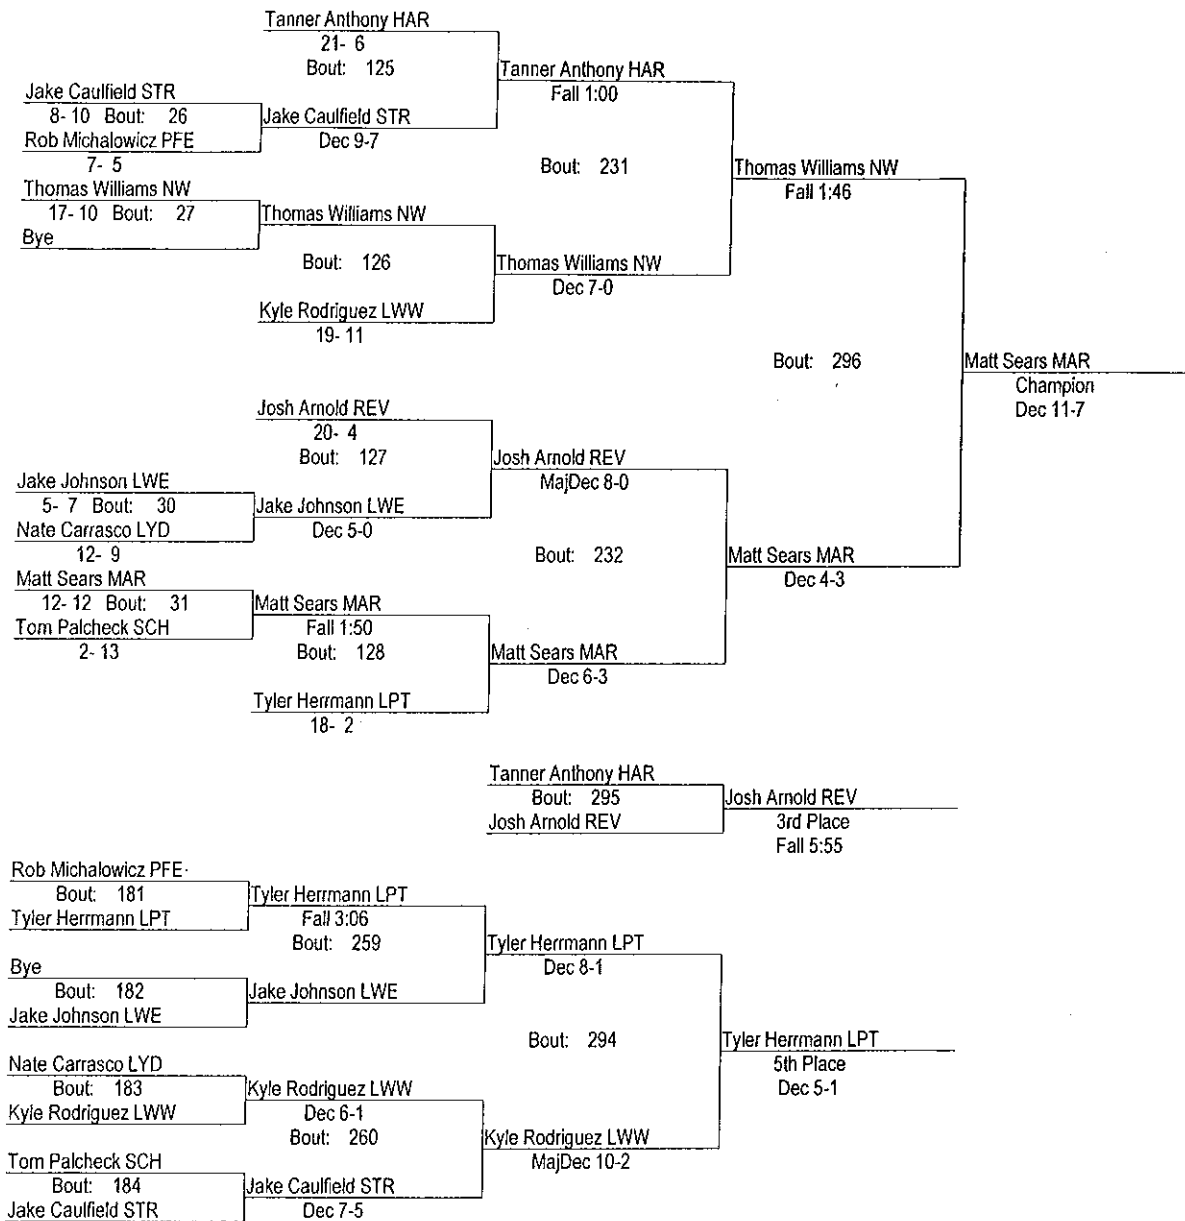 Tanner Anthony HAR
21- 6
Bout: 125
Tanner Anthony HAR
Fall 1:00
Jake Caulfield STR
8- 10 Bout: 26
Jake Caulfield STR
Dec 9-7
Rob Michalowicz PFE
7- 5
Bout: 231
Thomas Williams NW
Fall 1:46
Thomas Williams NW
17- 10 Bout: 27
Thomas Williams NW
Bye
Bout: 126
Thomas Williams NW
Dec 7-0
Kyle Rodriguez LWW
19- 11
Bout: 296
Matt Sears MAR
Champion
Dec 11-7
Josh Arnold REV
20- 4
Bout: 127
Josh Arnold REV
MajDec 8-0
Jake Johnson LWE
5- 7 Bout: 30
Jake Johnson LWE
Dec 5-0
Nate Carrasco LYD
12- 9
Bout: 232
Matt Sears MAR
Dec 4-3
Matt Sears MAR
12- 12 Bout: 31
Matt Sears MAR
Fall 1:50
Tom Palcheck SCH
2- 13
Bout: 128
Matt Sears MAR
Dec 6-3
Tyler Herrmann LPT
18- 2
Tanner Anthony HAR
Bout: 295
Josh Arnold REV
Josh Arnold REV
3rd Place
Fall 5:55
Rob Michalowicz PFE
Bout: 181
Tyler Herrmann LPT
Tyler Herrmann LPT
Fall 3:06
Bout: 259
Tyler Herrmann LPT
Dec 8-1
Bye
Bout: 182
Jake Johnson LWE
Jake Johnson LWE
Bout: 294
Tyler Herrmann LPT
5th Place
Dec 5-1
Nate Carrasco LYD
Bout: 183
Kyle Rodriguez LWW
Kyle Rodriguez LWW
Dec 6-1
Bout: 260
Kyle Rodriguez LWW
MajDec 10-2
Tom Palcheck SCH
Bout: 184
Jake Caulfield STR
Jake Caulfield STR
Dec 7-5